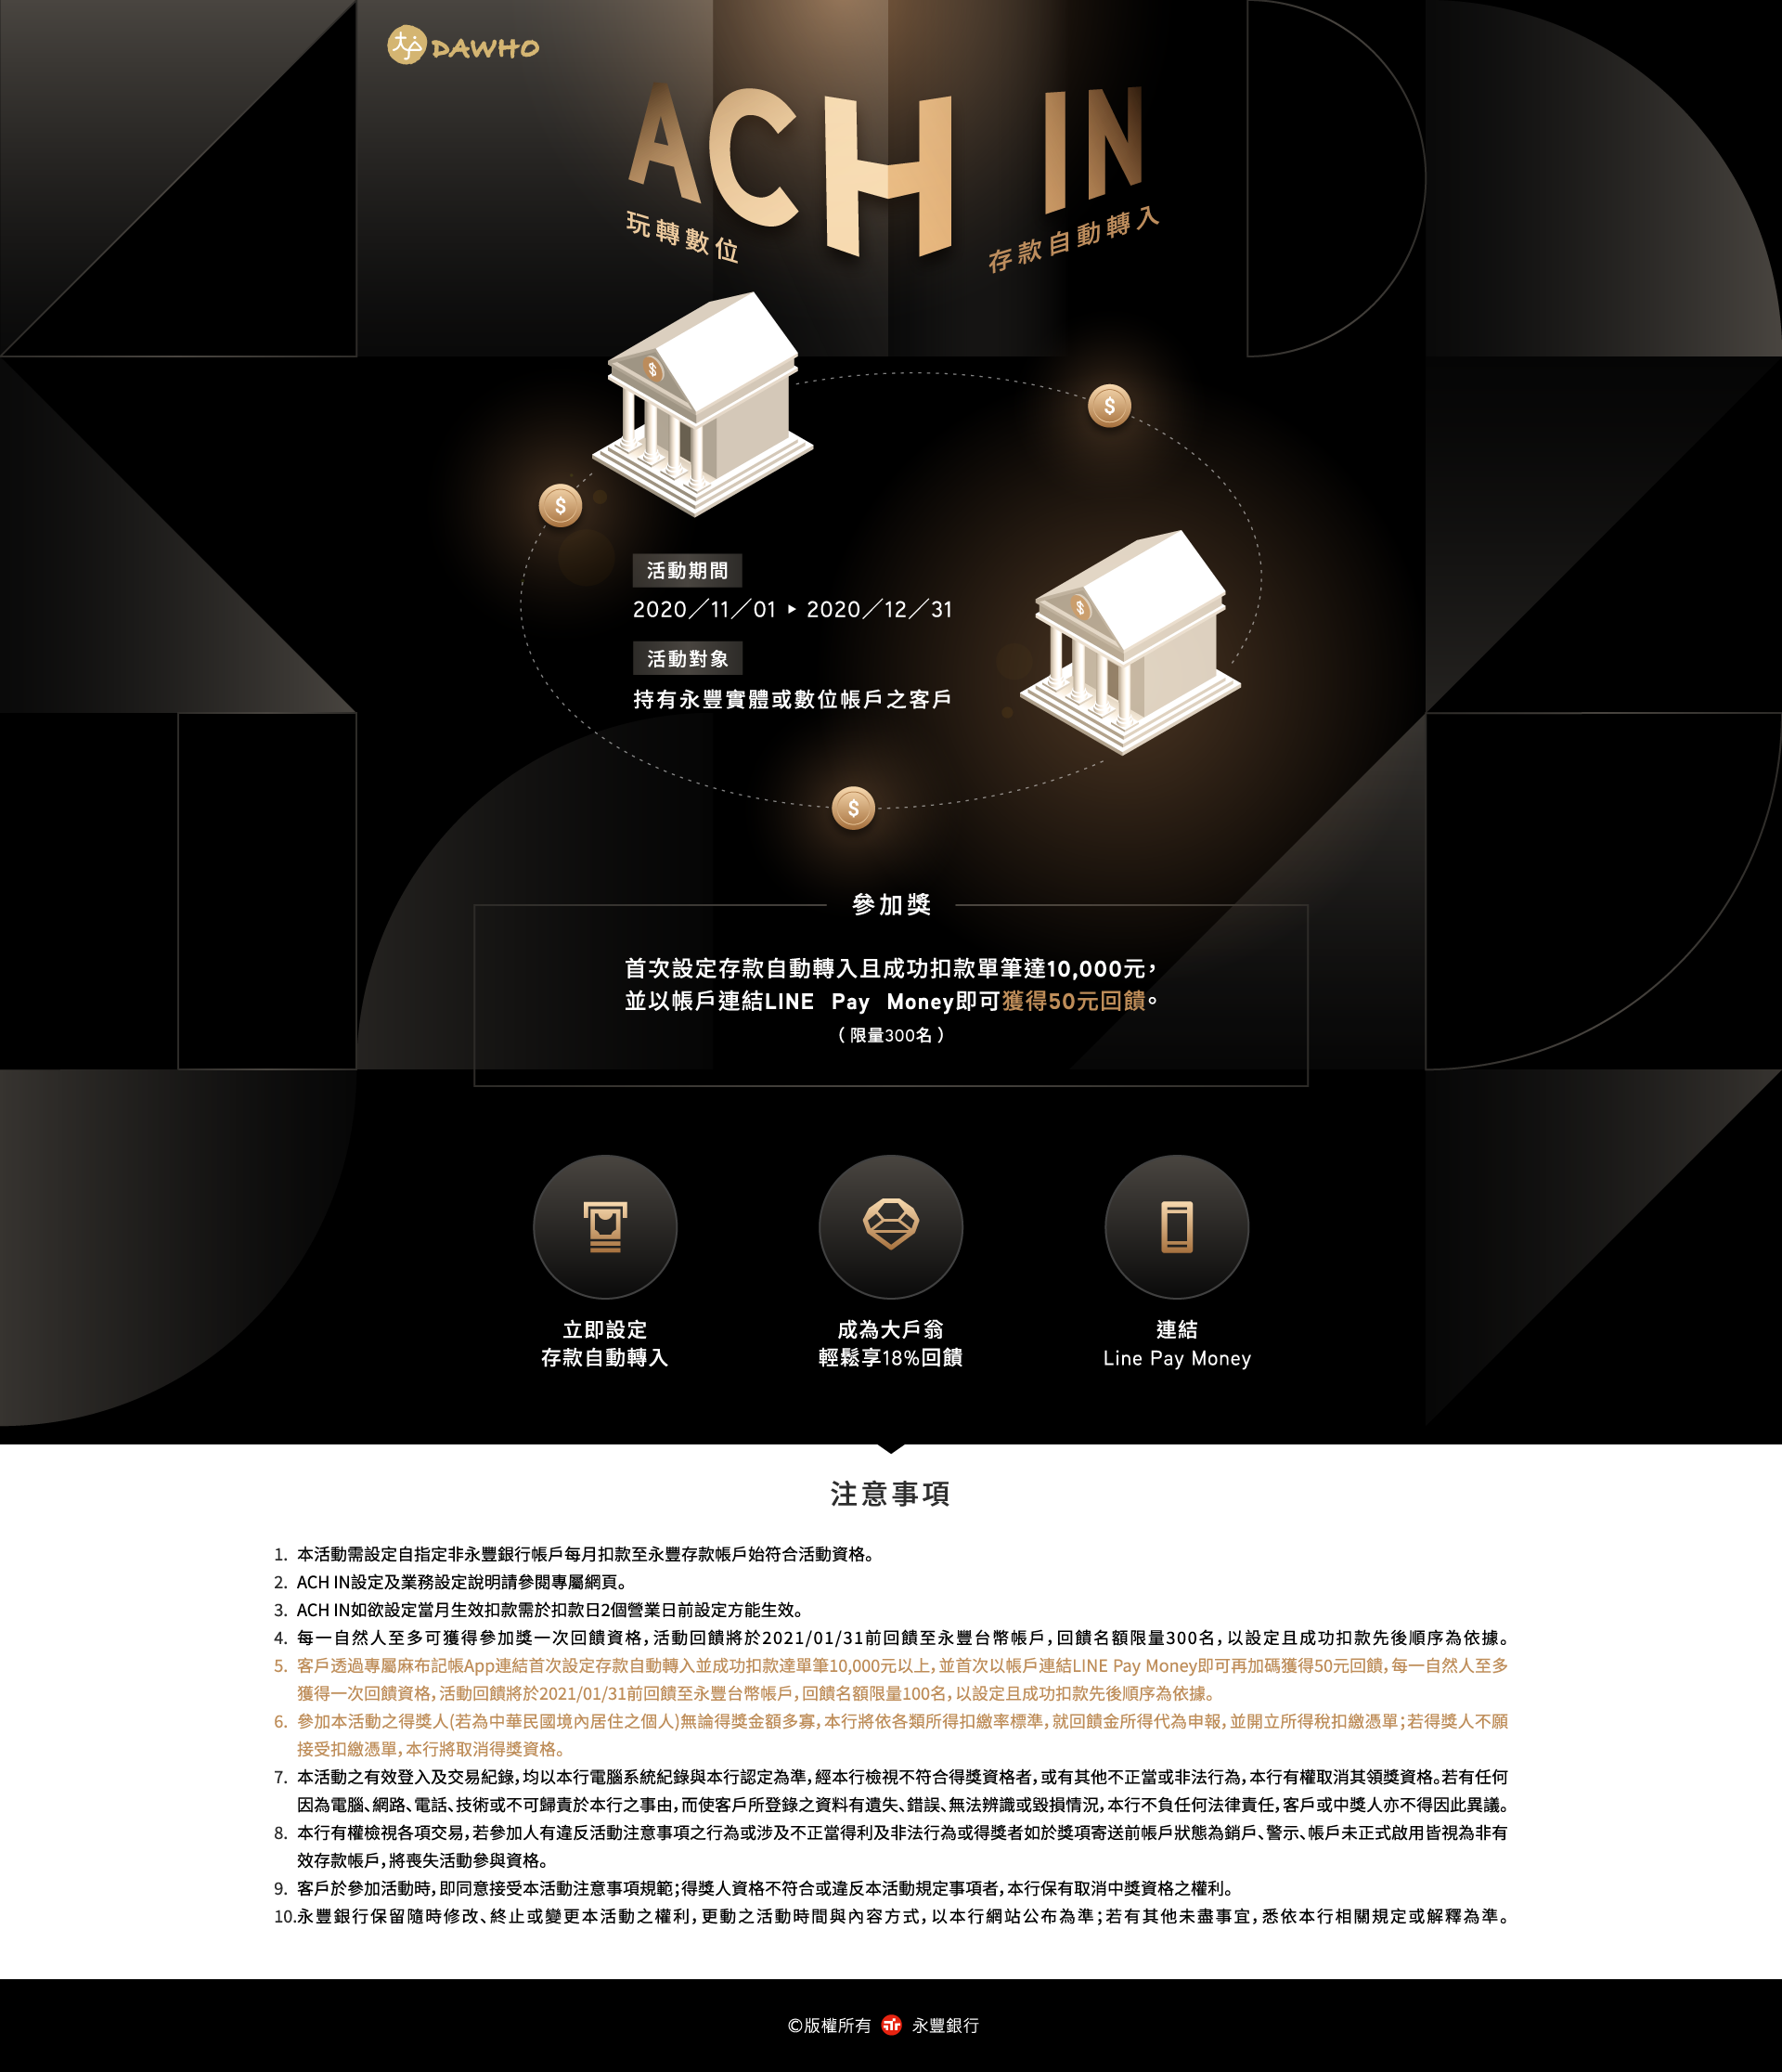 大戶 DAWHO
ACH IN
玩轉數位
存款自動轉入
$
$
$
$
活動期間
2020／11／01 ▸ 2020／12／31
活動對象
持有永豐實體或數位帳戶之客戶
$
參加獎
首次設定存款自動轉入且成功扣款單筆達10,000元，
並以帳戶連結LINE Pay Money即可獲得50元回饋。
（限量300名）
立即設定
存款自動轉入
成為大戶翁
輕鬆享18%回饋
連結
Line Pay Money
注意事項
1. 本活動需設定自指定非永豐銀行帳戶每月扣款至永豐存款帳戶始符合活動資格。
2. ACH IN設定及業務設定說明請參閱專屬網頁。
3. ACH IN如欲設定當月生效扣款需於扣款日2個營業日前設定方能生效。
4. 每一自然人至多可獲得參加獎一次回饋資格，活動回饋將於2021/01/31前回饋至永豐台幣帳戶，回饋名額限量300名，以設定且成功扣款先後順序為依據。
5. 客戶透過專屬麻布記帳App連結首次設定存款自動轉入並成功扣款達單筆10,000元以上，並首次以帳戶連結LINE Pay Money即可再加碼獲得50元回饋，每一自然人至多
獲得一次回饋資格，活動回饋將於2021/01/31前回饋至永豐台幣帳戶，回饋名額限量100名，以設定且成功扣款先後順序為依據。
6. 參加本活動之得獎人(若為中華民國境內居住之個人)無論得獎金額多寡，本行將依各類所得扣繳率標準，就回饋金所得代為申報，並開立所得稅扣繳憑單；若得獎人不願
接受扣繳憑單，本行將取消得獎資格。
7. 本活動之有效登入及交易紀錄，均以本行電腦系統紀錄與本行認定為準，經本行檢視不符合得獎資格者，或有其他不正當或非法行為，本行有權取消其領獎資格。若有任何
因為電腦、網路、電話、技術或不可歸責於本行之事由，而使客戶所登錄之資料有遺失、錯誤、無法辨識或毀損情況，本行不負任何法律責任，客戶或中獎人亦不得因此異議。
8. 本行有權檢視各項交易，若參加人有違反活動注意事項之行為或涉及不正當得利及非法行為或得獎者如於獎項寄送前帳戶狀態為銷戶、警示、帳戶未正式啟用皆視為非有
效存款帳戶，將喪失活動參與資格。
9. 客戶於參加活動時，即同意接受本活動注意事項規範；得獎人資格不符合或違反本活動規定事項者，本行保有取消中獎資格之權利。
10.永豐銀行保留隨時修改、終止或變更本活動之權利，更動之活動時間與內容方式，以本行網站公布為準；若有其他未盡事宜，悉依本行相關規定或解釋為準。
©版權所有 永豐銀行